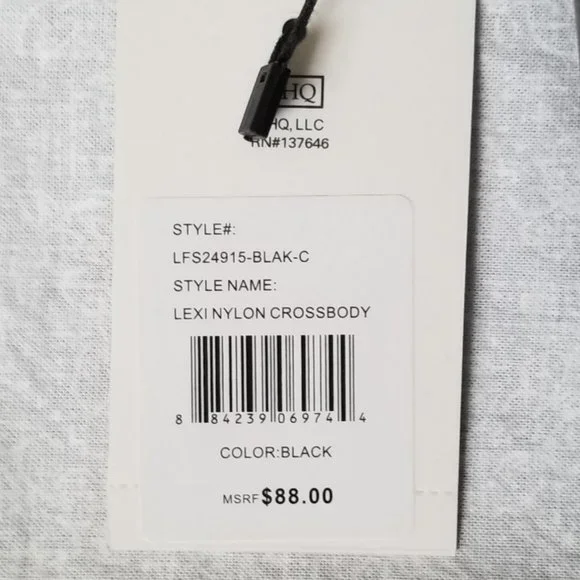 HQ
HQ, LLC
RN#137646
STYLE#:
LFS24915-BLAK-C
STYLE NAME:
LEXI NYLON CROSSBODY
8 84239 06974 4
COLOR:BLACK
MSRF $88.00